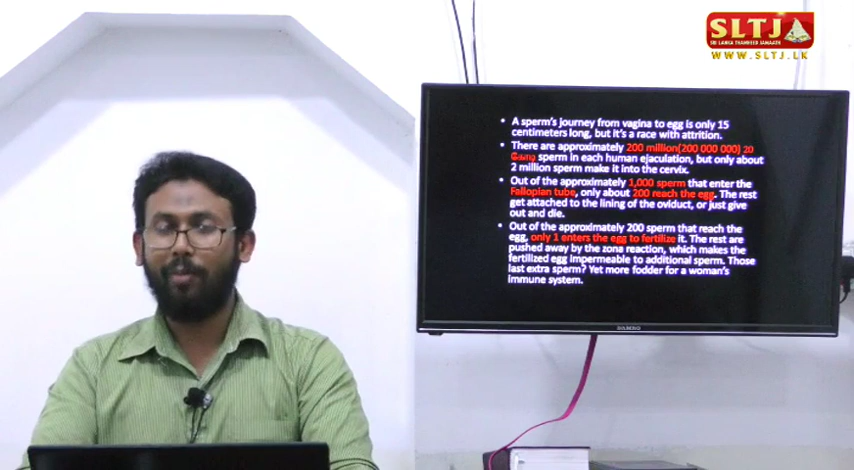 SLTJ
SRI LANKA THAWHEED JAMAATH
WWW.SLTJ.LK
• A sperm's journey from vagina to egg is only 15
centimeters long, but it's a race with attrition.
• There are approximately 200 million(200 000 000) 20
sperm in each human ejaculation, but only about
2 million sperm make it into the cervix.
• Out of the approximately 1,000 sperm that enter the
Fallopian tube, only about 200 reach the egg. The rest
get attached to the lining of the oviduct, or just give
out and die.
• Out of the approximately 200 sperm that reach the
egg, only 1 enters the egg to fertilize it. The rest are
pushed away by the zona reaction, which makes the
fertilized egg impermeable to additional sperm. Those
last extra sperm? Yet more fodder for a woman's
immune system.